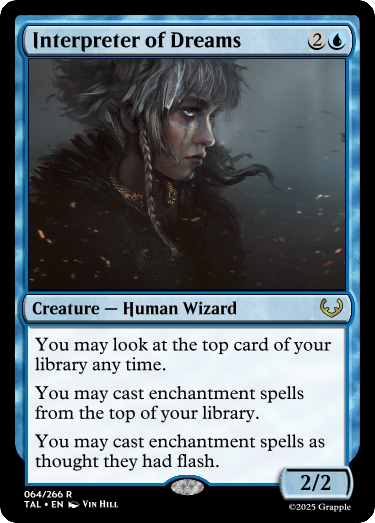 Interpreter of Dreams 2
Creature — Human Wizard
You may look at the top card of your
library any time.
You may cast enchantment spells
from the top of your library.
You may cast enchantment spells as
thought they had flash.
2/2
064/266 R
TAL • EN Vin Hill
©2025 Grapple